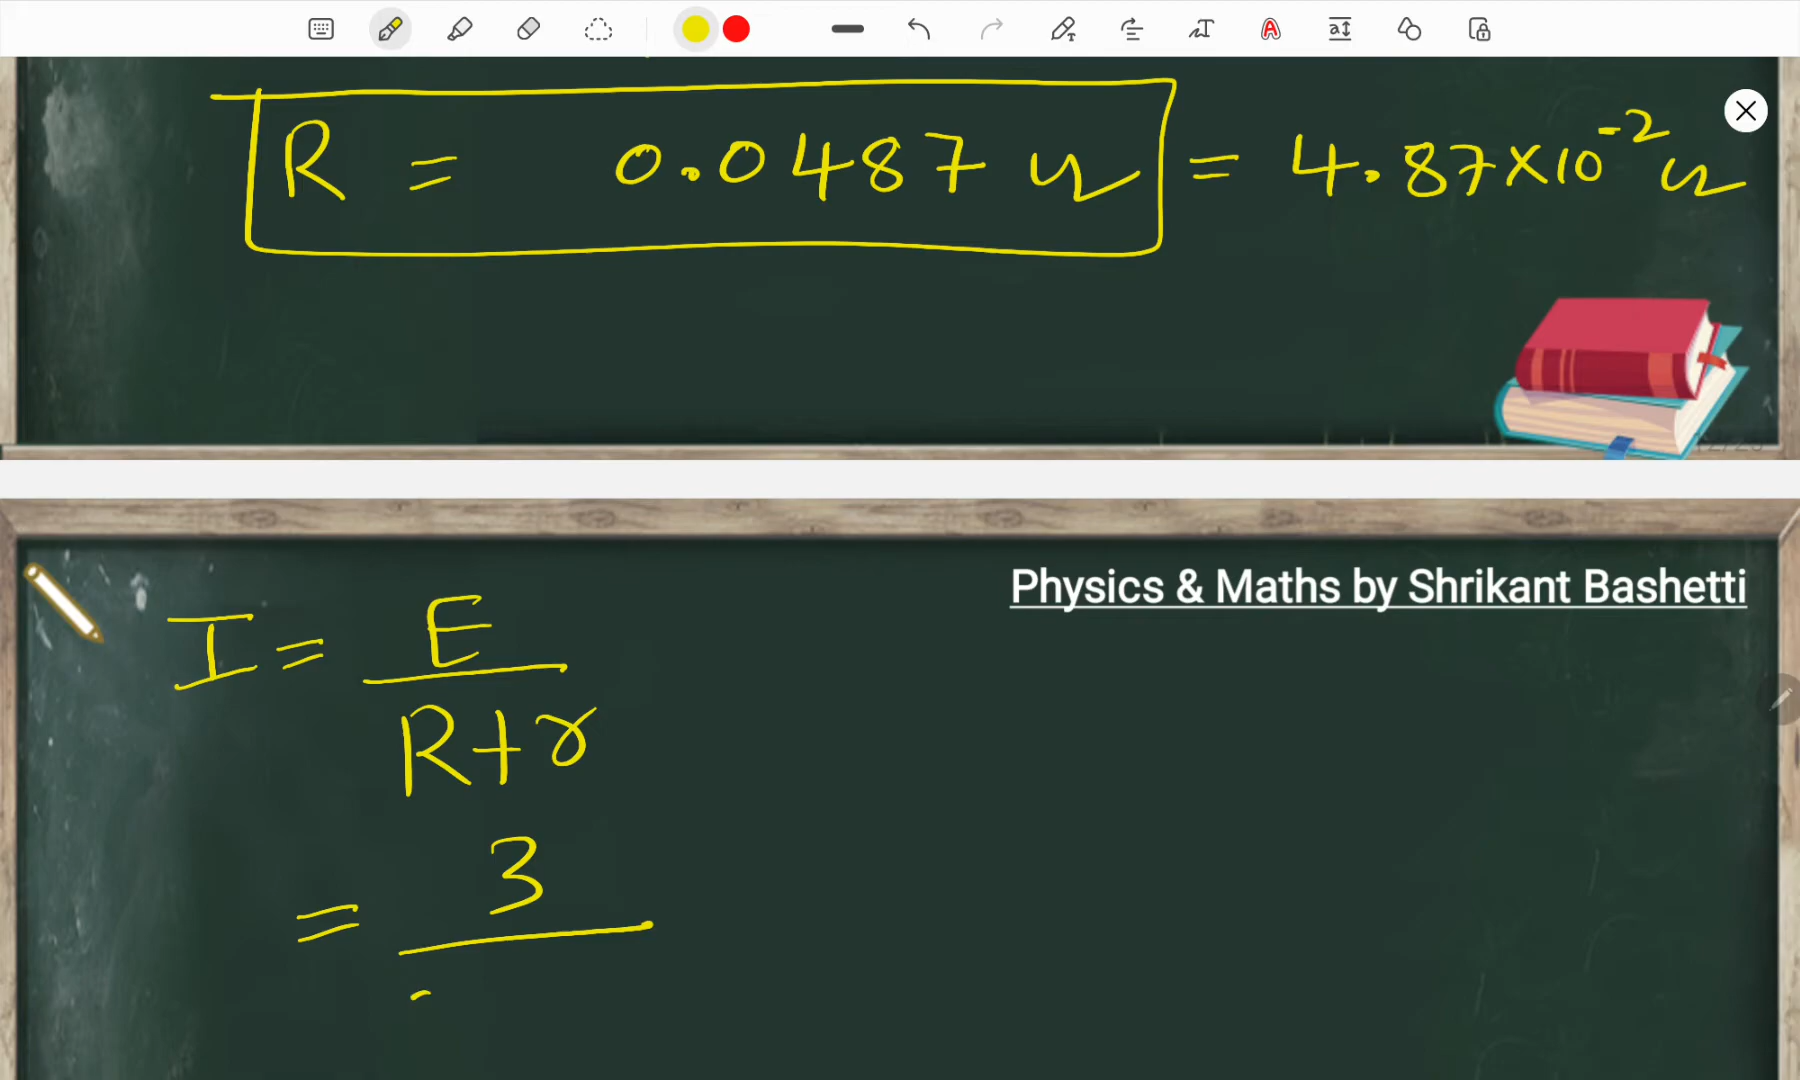 R = 0.0487 Ω = 4.87×10⁻² Ω
Physics & Maths by Shrikant Bashetti
I = E
R+r
= 3